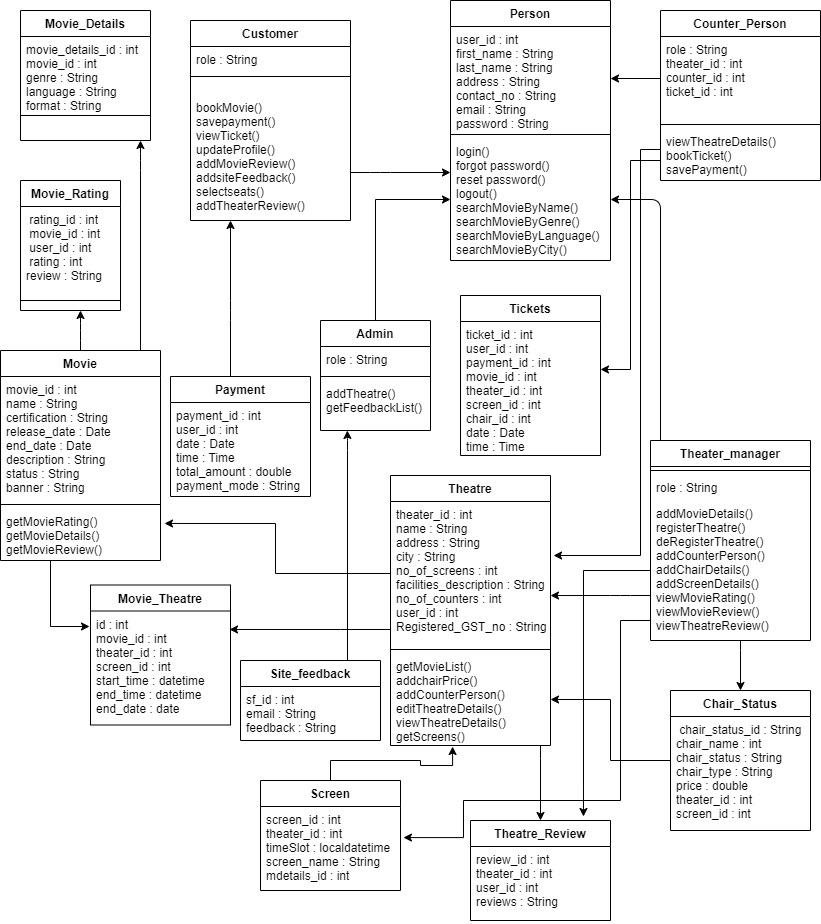 Movie_Details
movie_details_id : int
movie_id : int
genre : String
language : String
format : String
Customer
role : String
bookMovie()
savepayment()
viewTicket()
updateProfile()
addMovieReview()
addsiteFeedback()
selectseats()
addTheaterReview()
Person
user_id : int
first_name : String
last_name : String
address : String
contact_no : String
email : String
password : String
login()
forgot password()
reset password()
logout()
searchMovieByName()
searchMovieByGenre()
searchMovieByLanguage()
searchMovieByCity()
Counter_Person
role : String
theater_id : int
counter_id : int
ticket_id : int
viewTheatreDetails()
bookTicket()
savePayment()
Movie_Rating
rating_id : int
movie_id : int
user_id : int
rating : int
review : String
Movie
movie_id : int
name : String
certification : String
release_date : Date
end_date : Date
description : String
status : String
banner : String
getMovieRating()
getMovieDetails()
getMovieReview()
Payment
payment_id : int
user_id : int
date : Date
time : Time
total_amount : double
payment_mode : String
Admin
role : String
addTheatre()
getFeedbackList()
Tickets
ticket_id : int
user_id : int
payment_id : int
movie_id : int
theater_id : int
screen_id : int
chair_id : int
date : Date
time : Time
Theater_manager
role : String
addMovieDetails()
registerTheatre()
deRegisterTheatre()
addCounterPerson()
addChairDetails()
addScreenDetails()
viewMovieRating()
viewMovieReview()
viewTheatreReview()
Theatre
theater_id : int
name : String
address : String
city : String
no_of_screens : int
facilities_description : String
no_of_counters : int
user_id : int
Registered_GST_no : String
getMovieList()
addchairPrice()
addCounterPerson()
editTheatreDetails()
viewTheatreDetails()
getScreens()
Movie_Theatre
id : int
movie_id : int
theater_id : int
screen_id : int
start_time : datetime
end_time : datetime
end_date : date
Site_feedback
sf_id : int
email : String
feedback : String
Chair_Status
chair_status_id : String
chair_name : int
chair_status : String
chair_type : String
price : double
theater_id : int
screen_id : int
Screen
screen_id : int
theater_id : int
timeSlot : localdatetime
screen_name : String
mdetails_id : int
Theatre_Review
review_id : int
theater_id : int
user_id : int
reviews : String